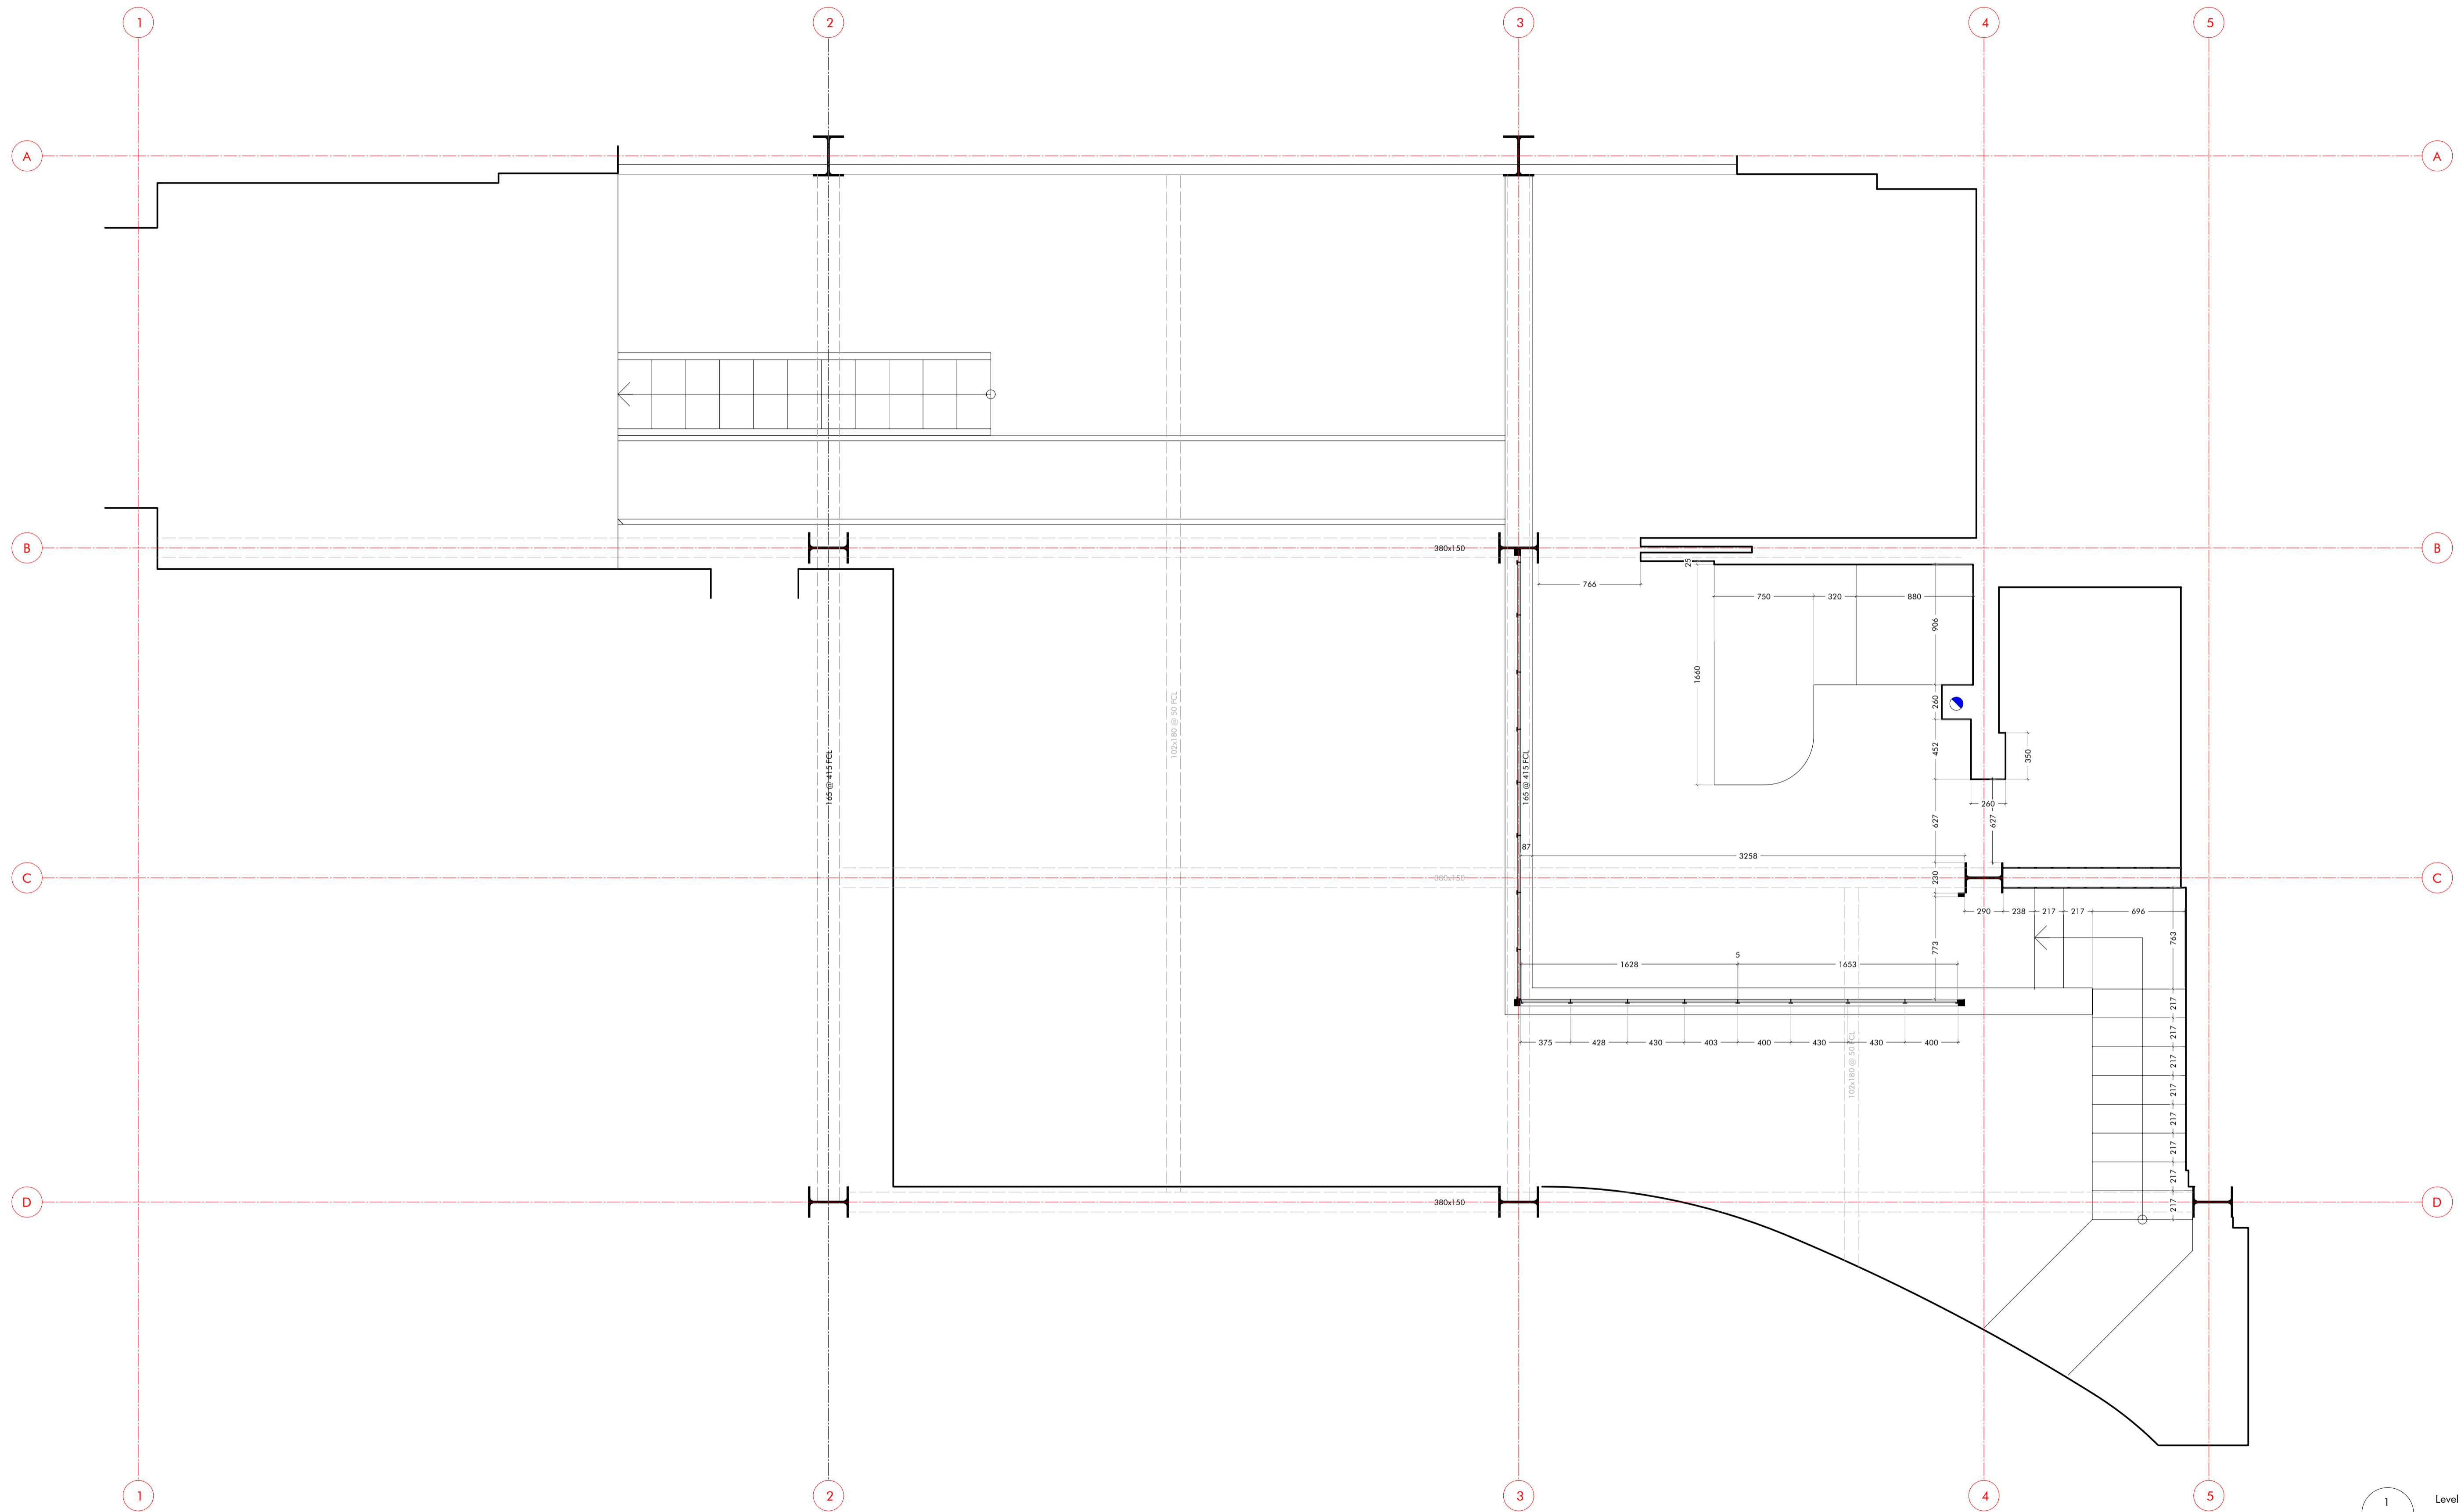 1 2 3 4 5
A A
B 380x150 B
25
766
750 320 880
906
1660
260
102x180 @ 50 FCL
452
350
165 @ 415 FCL
165 @ 415 FCL
260
627
627
87
3258
C 380x150 230 C
290 238 217 217 696
763
773
5
1628 1653
217
375 428 430 403 400 430 430 400
217
217
102x180 @ 50 FCL
217
217
217
217
D 380x150 217 D
1 2 3 4 5
1 Level